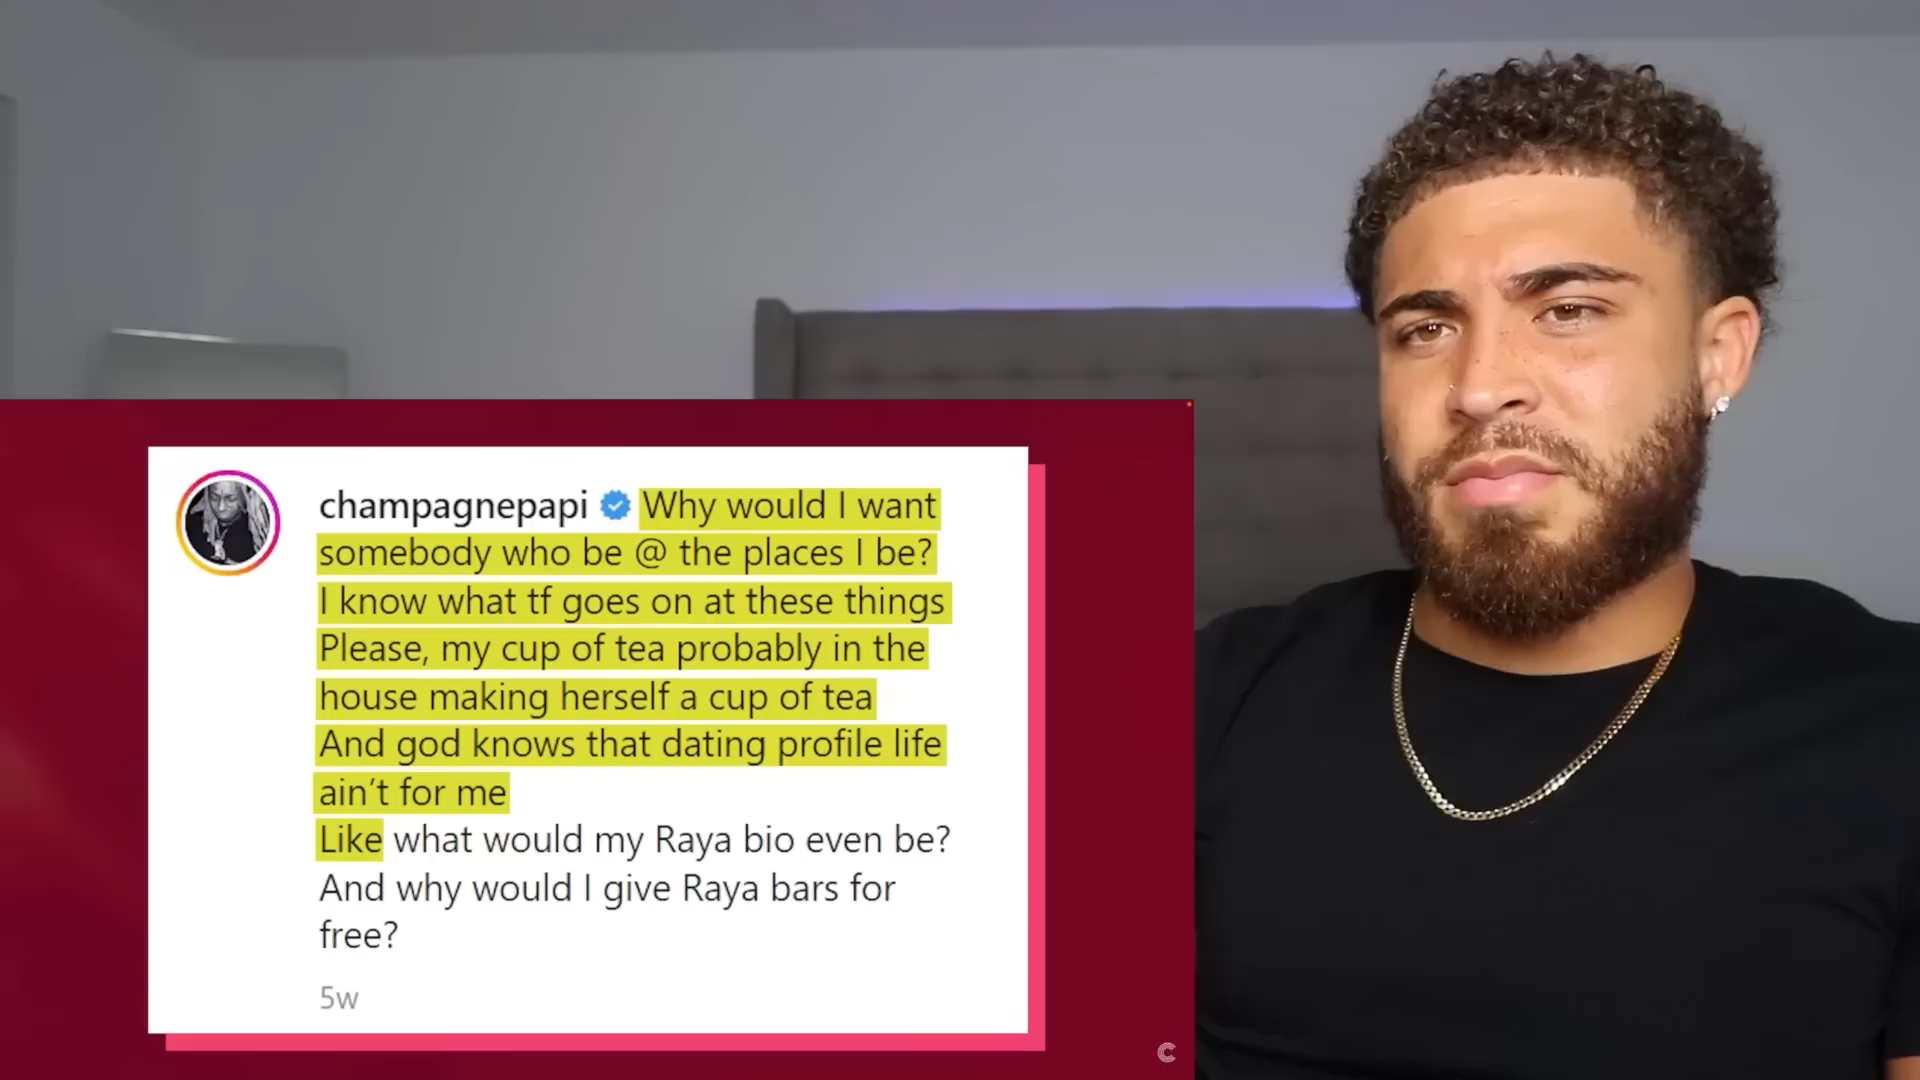 champagnepapi Why would I want
somebody who be @ the places I be?
I know what tf goes on at these things
Please, my cup of tea probably in the
house making herself a cup of tea
And god knows that dating profile life
ain’t for me
Like what would my Raya bio even be?
And why would I give Raya bars for
free?
5w
C